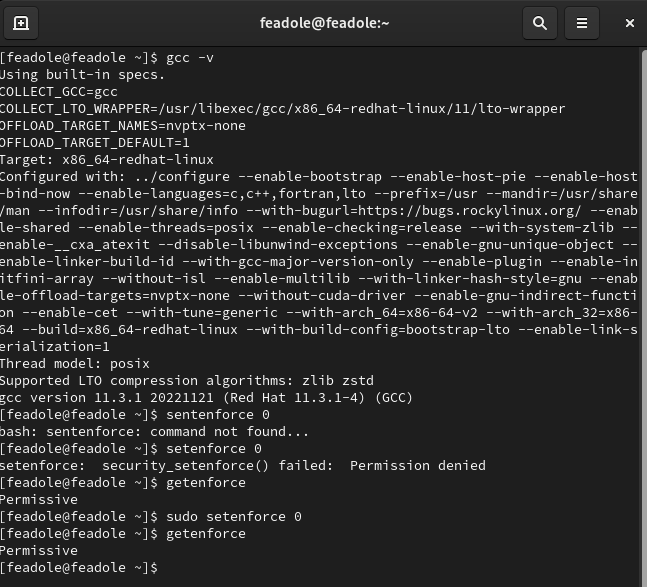 feadole@feadole:~
[feadole@feadole ~]$ gcc -v
Using built-in specs.
COLLECT_GCC=gcc
COLLECT_LTO_WRAPPER=/usr/libexec/gcc/x86_64-redhat-linux/11/lto-wrapper
OFFLOAD_TARGET_NAMES=nvptx-none
OFFLOAD_TARGET_DEFAULT=1
Target: x86_64-redhat-linux
Configured with: ../configure --enable-bootstrap --enable-host-pie --enable-host
-bind-now --enable-languages=c,c++,fortran,lto --prefix=/usr --mandir=/usr/share
/man --infodir=/usr/share/info --with-bugurl=https://bugs.rockylinux.org/ --enab
le-shared --enable-threads=posix --enable-checking=release --with-system-zlib --
enable-__cxa_atexit --disable-libunwind-exceptions --enable-gnu-unique-object --
enable-linker-build-id --with-gcc-major-version-only --enable-plugin --enable-in
itfini-array --without-isl --enable-multilib --with-linker-hash-style=gnu --enab
le-offload-targets=nvptx-none --without-cuda-driver --enable-gnu-indirect-functi
on --enable-cet --with-tune=generic --with-arch_64=x86-64-v2 --with-arch_32=x86-
64 --build=x86_64-redhat-linux --with-build-config=bootstrap-lto --enable-link-s
erialization=1
Thread model: posix
Supported LTO compression algorithms: zlib zstd
gcc version 11.3.1 20221121 (Red Hat 11.3.1-4) (GCC)
[feadole@feadole ~]$ sentenforce 0
bash: sentenforce: command not found...
[feadole@feadole ~]$ setenforce 0
setenforce:  security_setenforce() failed:  Permission denied
[feadole@feadole ~]$ getenforce
Permissive
[feadole@feadole ~]$ sudo setenforce 0
[feadole@feadole ~]$ getenforce
Permissive
[feadole@feadole ~]$